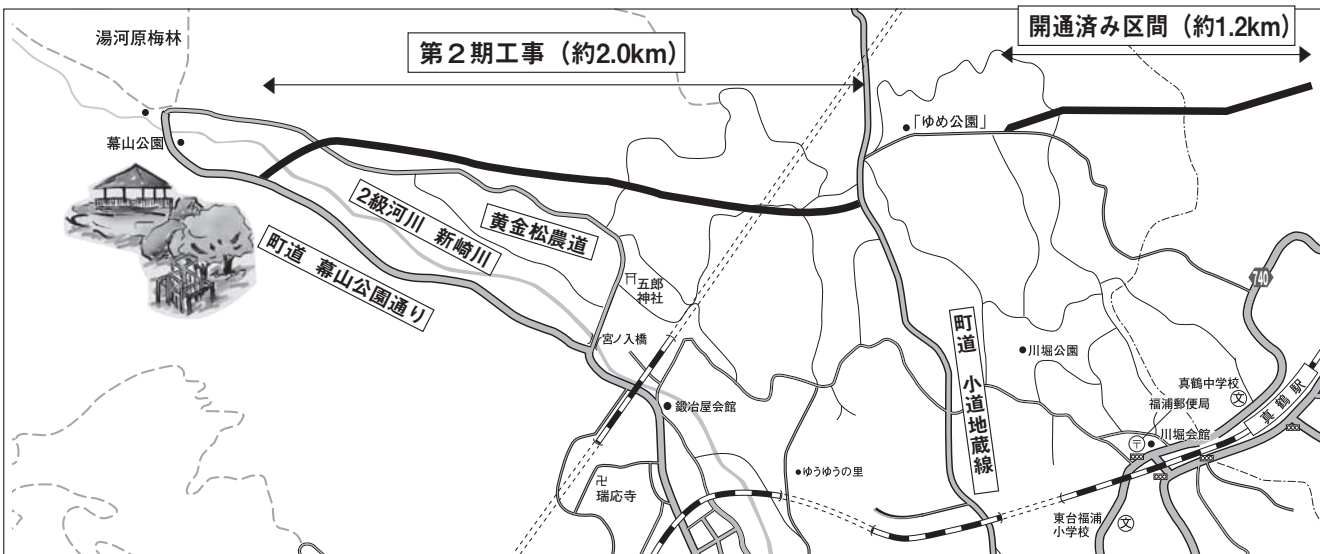 開通済み区間（約1.2km）
第２期工事（約2.0km）
湯河原梅林
幕山公園
「ゆめ公園」
2級河川 新崎川
黄金松農道
町道 幕山公園通り
五郎
神社
宮ノ入橋
740
町道 小道地蔵線
川堀公園
真鶴中学校
文
真鶴駅
福浦郵便局
〒
川堀会館
鍛冶屋会館
ゆうゆうの里
卍
瑞応寺
東台福浦
小学校
文